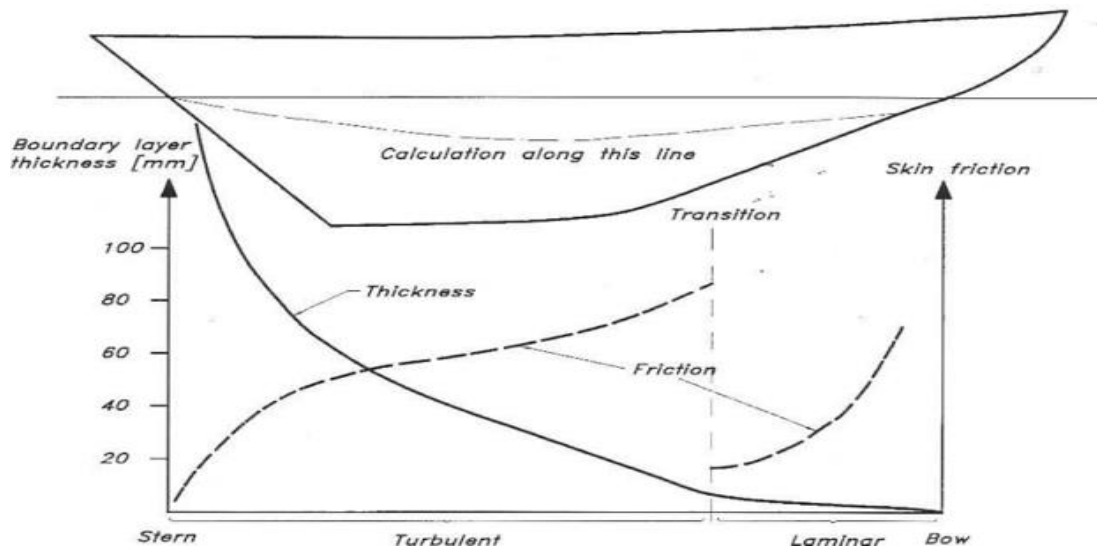 Boundary layer
thickness [mm]
Calculation along this line
Skin friction
Transition
100
Thickness
80
60
Friction
40
20
Stern
Turbulent
Laminar
Bow